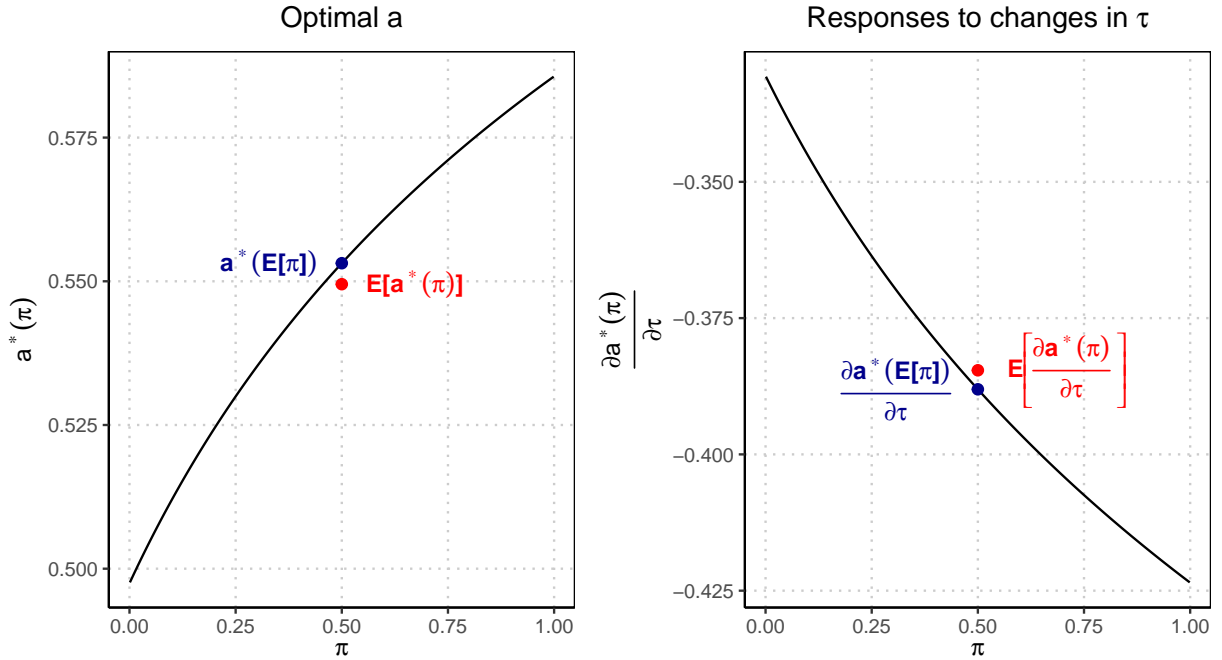 Optimal a
a*(π)
0.575
0.550
0.525
0.500
a*(E[π])
E[a*(π)]
0.00 0.25 0.50 0.75 1.00
π
Responses to changes in τ
∂a*(π)
∂τ
−0.350
−0.375
−0.400
−0.425
∂a*(E[π])
∂τ
E[∂a*(π)
∂τ]
0.00 0.25 0.50 0.75 1.00
π